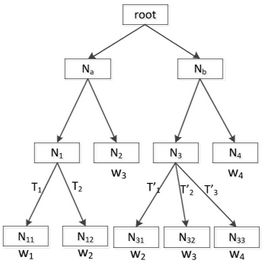 root
Na Nb
N1 N2 N3 N4
w3 w4
T1 T2 T'1 T'2 T'3
N11 N12 N31 N32 N33
w1 w2 w2 w3 w4